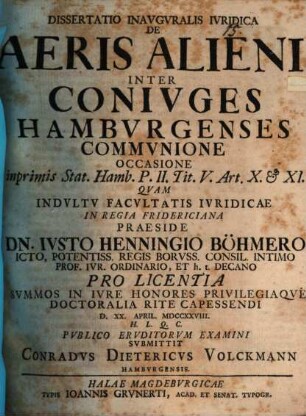 DISSERTATIO INAVGVRALIS IVRIDICA
15.
DE
AERIS ALIENI
INTER
CONIVGES
HAMBVRGENSES
COMMVNIONE
OCCASIONE
inprimis Stat. Hamb. P. II. Tit. V. Art. X. & XI.
QVAM
INDVLTV FACVLTATIS IVRIDICAE
IN REGIA FRIDERICIANA
PRAESIDE
DN. IVSTO HENNINGIO BÖHMERO
ICTO, POTENTISS. REGIS BORVSS. CONSIL. INTIMO
PROF. IVR. ORDINARIO, ET h. t. DECANO
PRO LICENTIA
SVMMOS IN IVRE HONORES PRIVILEGIAQVE
DOCTORALIA RITE CAPESSENDI
D. XX. APRIL. MDCCXXVIII.
H. L. Q. C.
PVBLICO ERVDITORVM EXAMINI
SVBMITTIT
CONRADVS DIETERICVS VOLCKMANN
HAMBVRGENSIS.
HALAE MAGDEBVRGICAE
TYPIS IOANNIS GRVNERTI, ACAD. ET SENAT. TYPOGR.